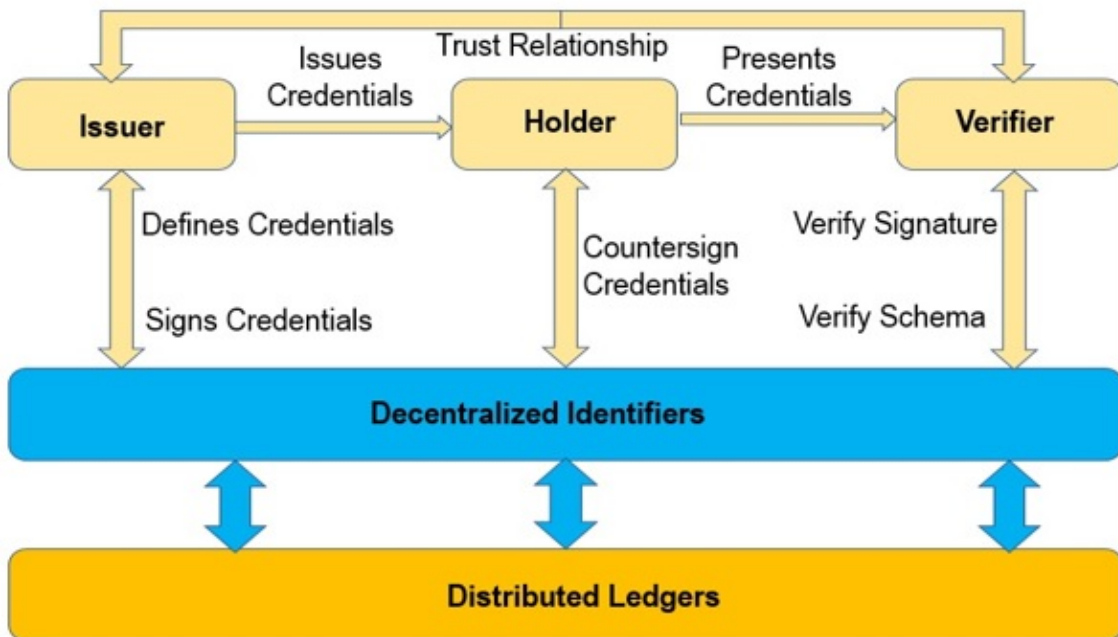 Trust Relationship
Issues
Credentials
Presents
Credentials
Issuer
Holder
Verifier
Defines Credentials
Signs Credentials
Countersign
Credentials
Verify Signature
Verify Schema
Decentralized Identifiers
Distributed Ledgers